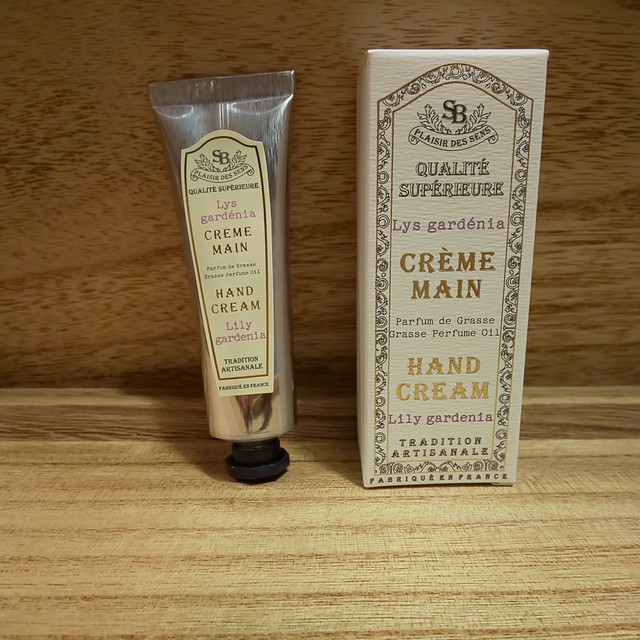 SB
PLAISIR DES SENS
QUALITÉ SUPÉRIEURE
Lys
gardénia
CREME
MAIN
Parfum de Grasse
Grasse Perfume Oil
HAND
CREAM
Lily
gardenia
TRADITION
ARTISANALE
FABRIQUÉ EN FRANCE
SB
PLAISIR DES SENS
QUALITÉ
SUPÉRIEURE
Lys gardénia
CRÈME
MAIN
Parfum de Grasse
Grasse Perfume Oil
HAND
CREAM
Lily gardenia
TRADITION
ARTISANALE
FABRIQUÉ EN FRANCE